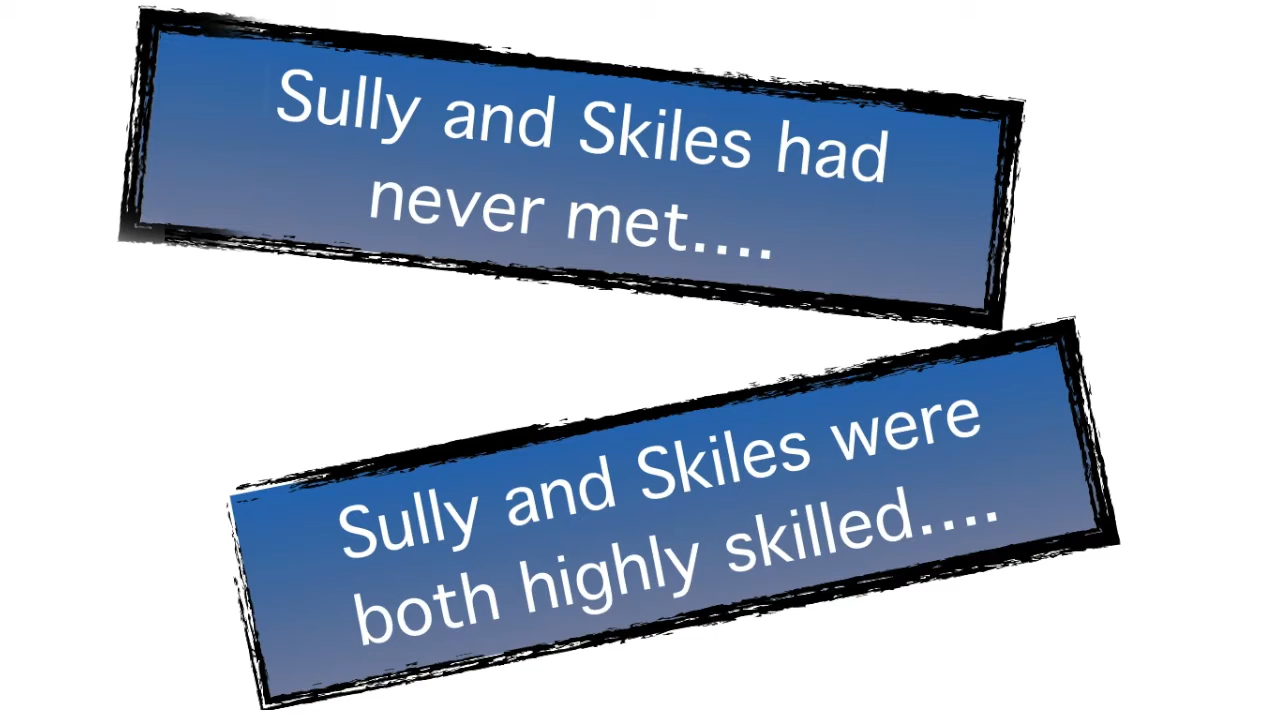 Sully and Skiles had
never met....
Sully and Skiles were
both highly skilled....